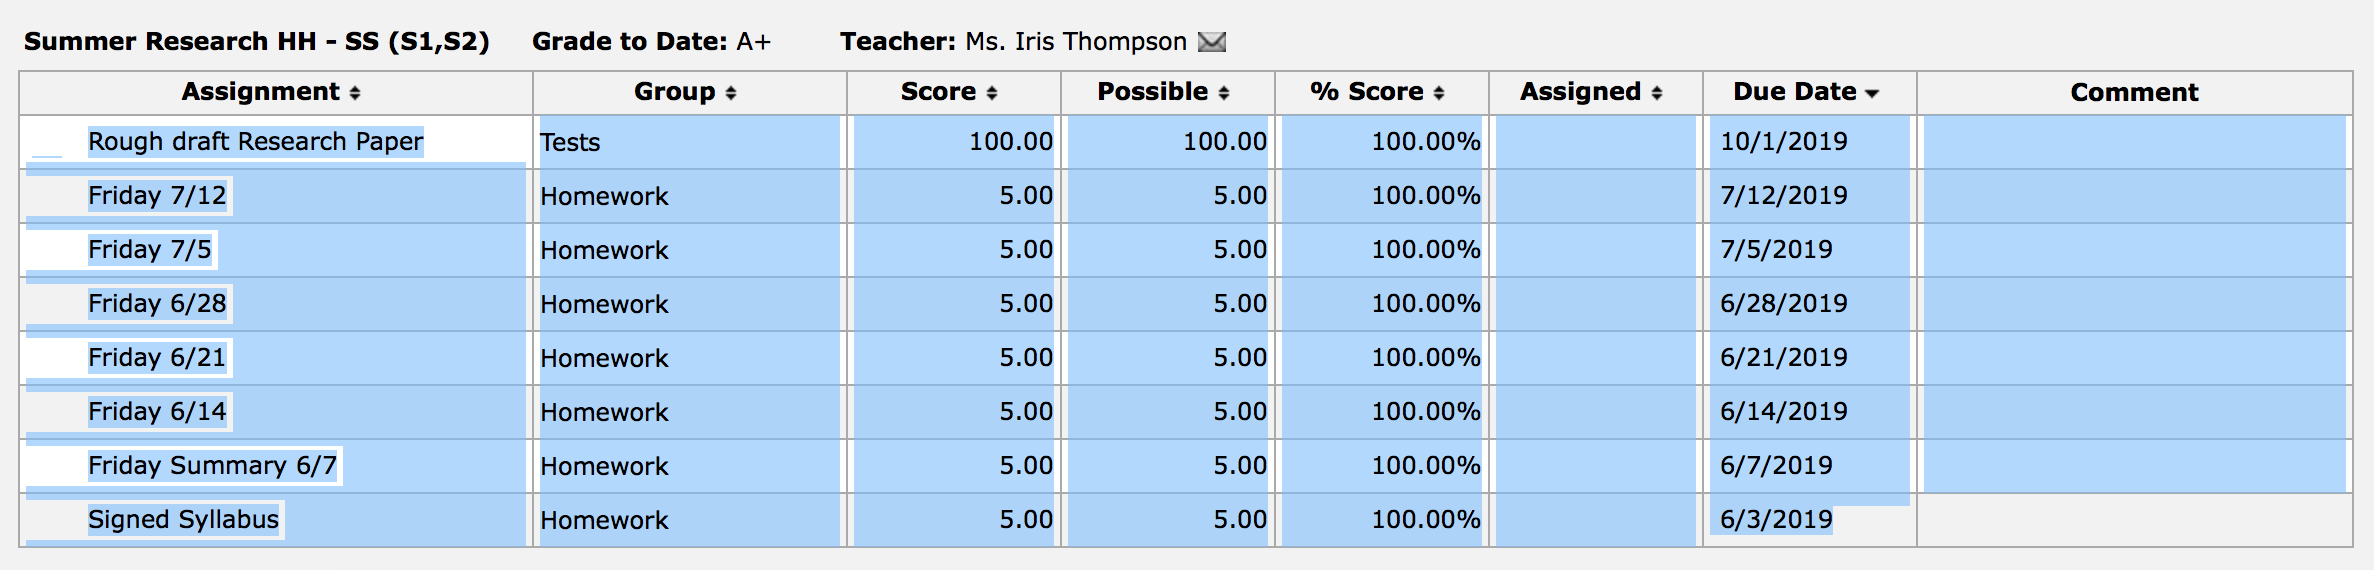 Summer Research HH - SS (S1,S2) Grade to Date: A+ Teacher: Ms. Iris Thompson
Assignment Group Score Possible % Score Assigned Due Date Comment
Rough draft Research Paper Tests 100.00 100.00 100.00% 10/1/2019
Friday 7/12 Homework 5.00 5.00 100.00% 7/12/2019
Friday 7/5 Homework 5.00 5.00 100.00% 7/5/2019
Friday 6/28 Homework 5.00 5.00 100.00% 6/28/2019
Friday 6/21 Homework 5.00 5.00 100.00% 6/21/2019
Friday 6/14 Homework 5.00 5.00 100.00% 6/14/2019
Friday Summary 6/7 Homework 5.00 5.00 100.00% 6/7/2019
Signed Syllabus Homework 5.00 5.00 100.00% 6/3/2019